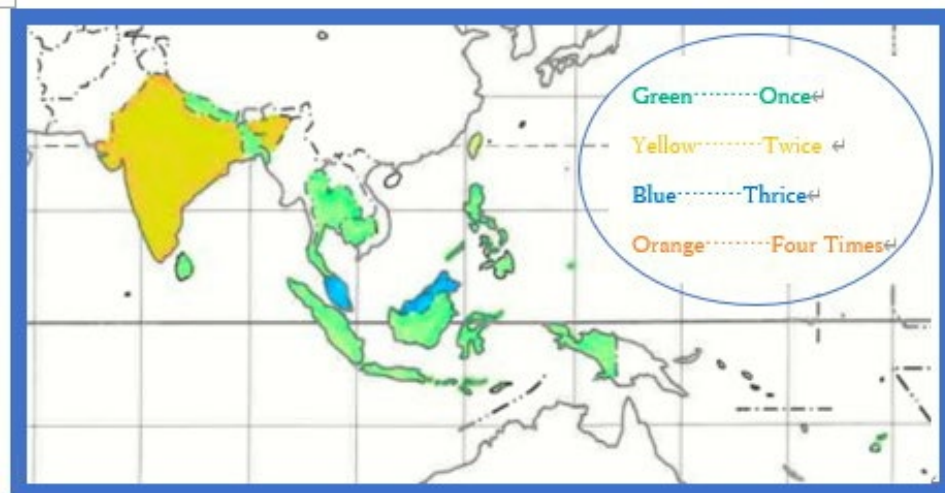 Green·········Once↵
Yellow·········Twice ↵
Blue·········Thrice↵
Orange·········Four Times↵